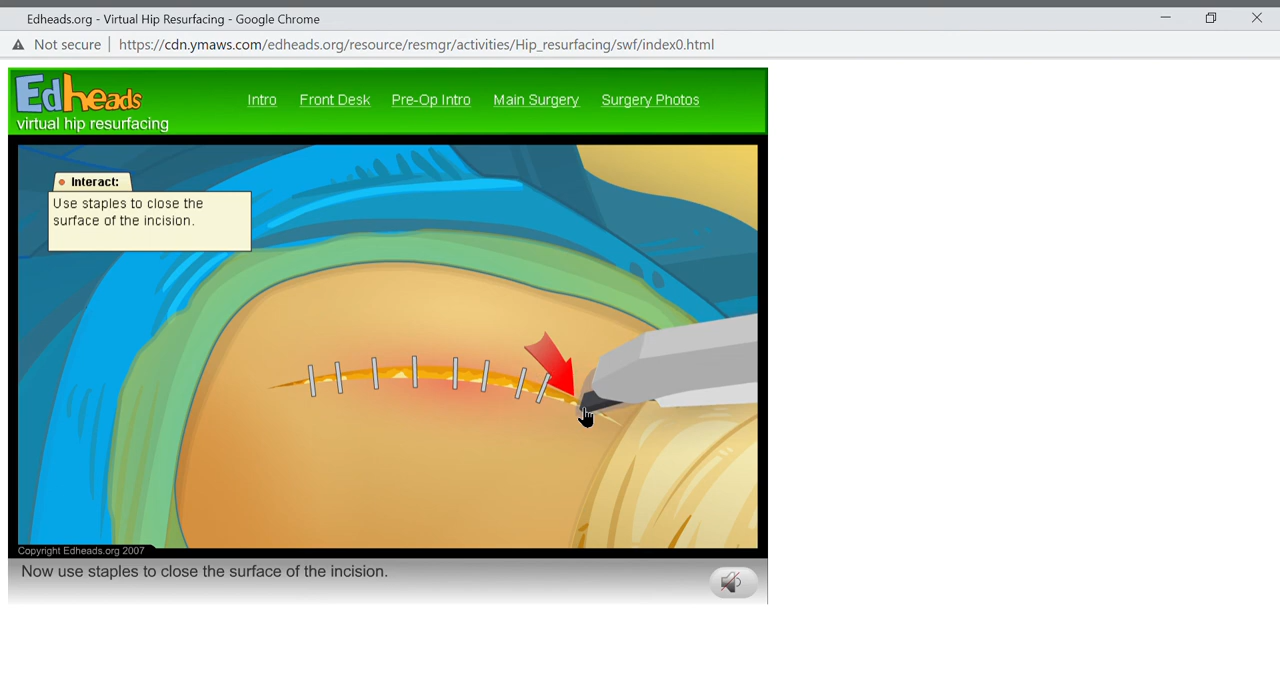 Edheads.org - Virtual Hip Resurfacing - Google Chrome
Not secure | https://cdn.ymaws.com/edheads.org/resource/resmgr/activities/Hip_resurfacing/swf/index0.html
Edheads
virtual hip resurfacing
Intro Front Desk Pre-Op Intro Main Surgery Surgery Photos
Interact:
Use staples to close the
surface of the incision.
Copyright Edheads.org 2007
Now use staples to close the surface of the incision.